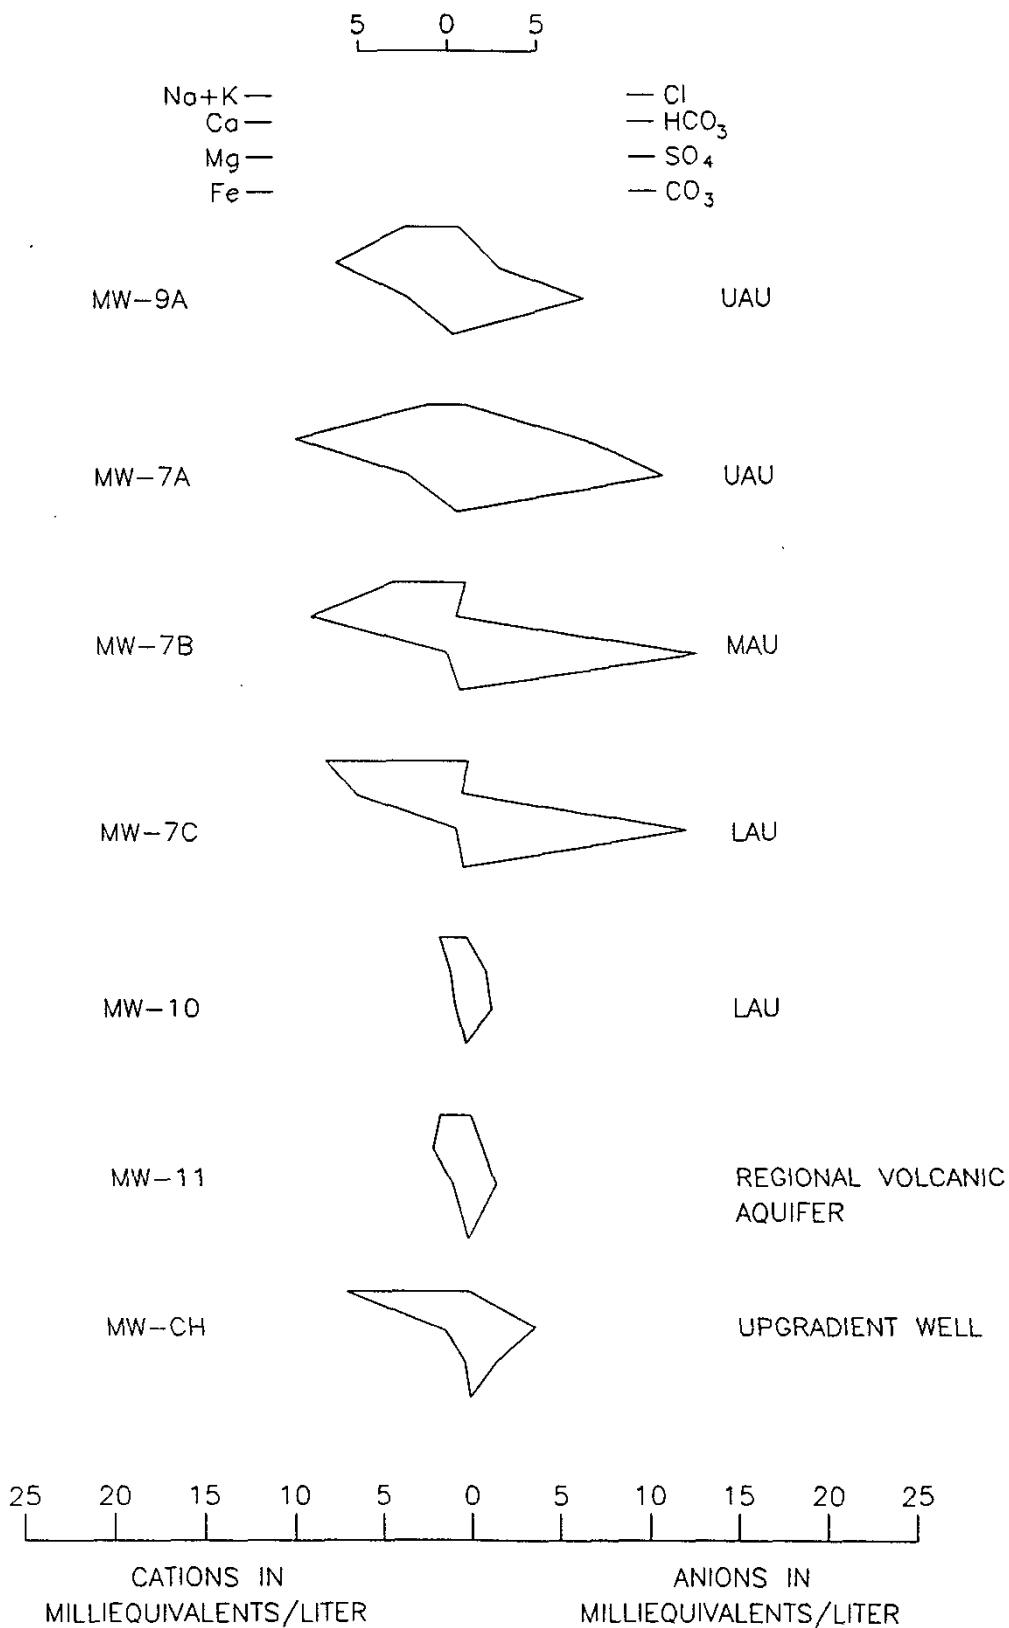 5 0 5
Na+K Cl
Ca HCO₃
Mg SO₄
Fe CO₃
MW-9A UAU
MW-7A UAU
MW-7B MAU
MW-7C LAU
MW-10 LAU
MW-11 REGIONAL VOLCANIC
AQUIFER
MW-CH UPGRADIENT WELL
25 20 15 10 5 0 5 10 15 20 25
CATIONS IN ANIONS IN
MILLIEQUIVALENTS/LITER MILLIEQUIVALENTS/LITER